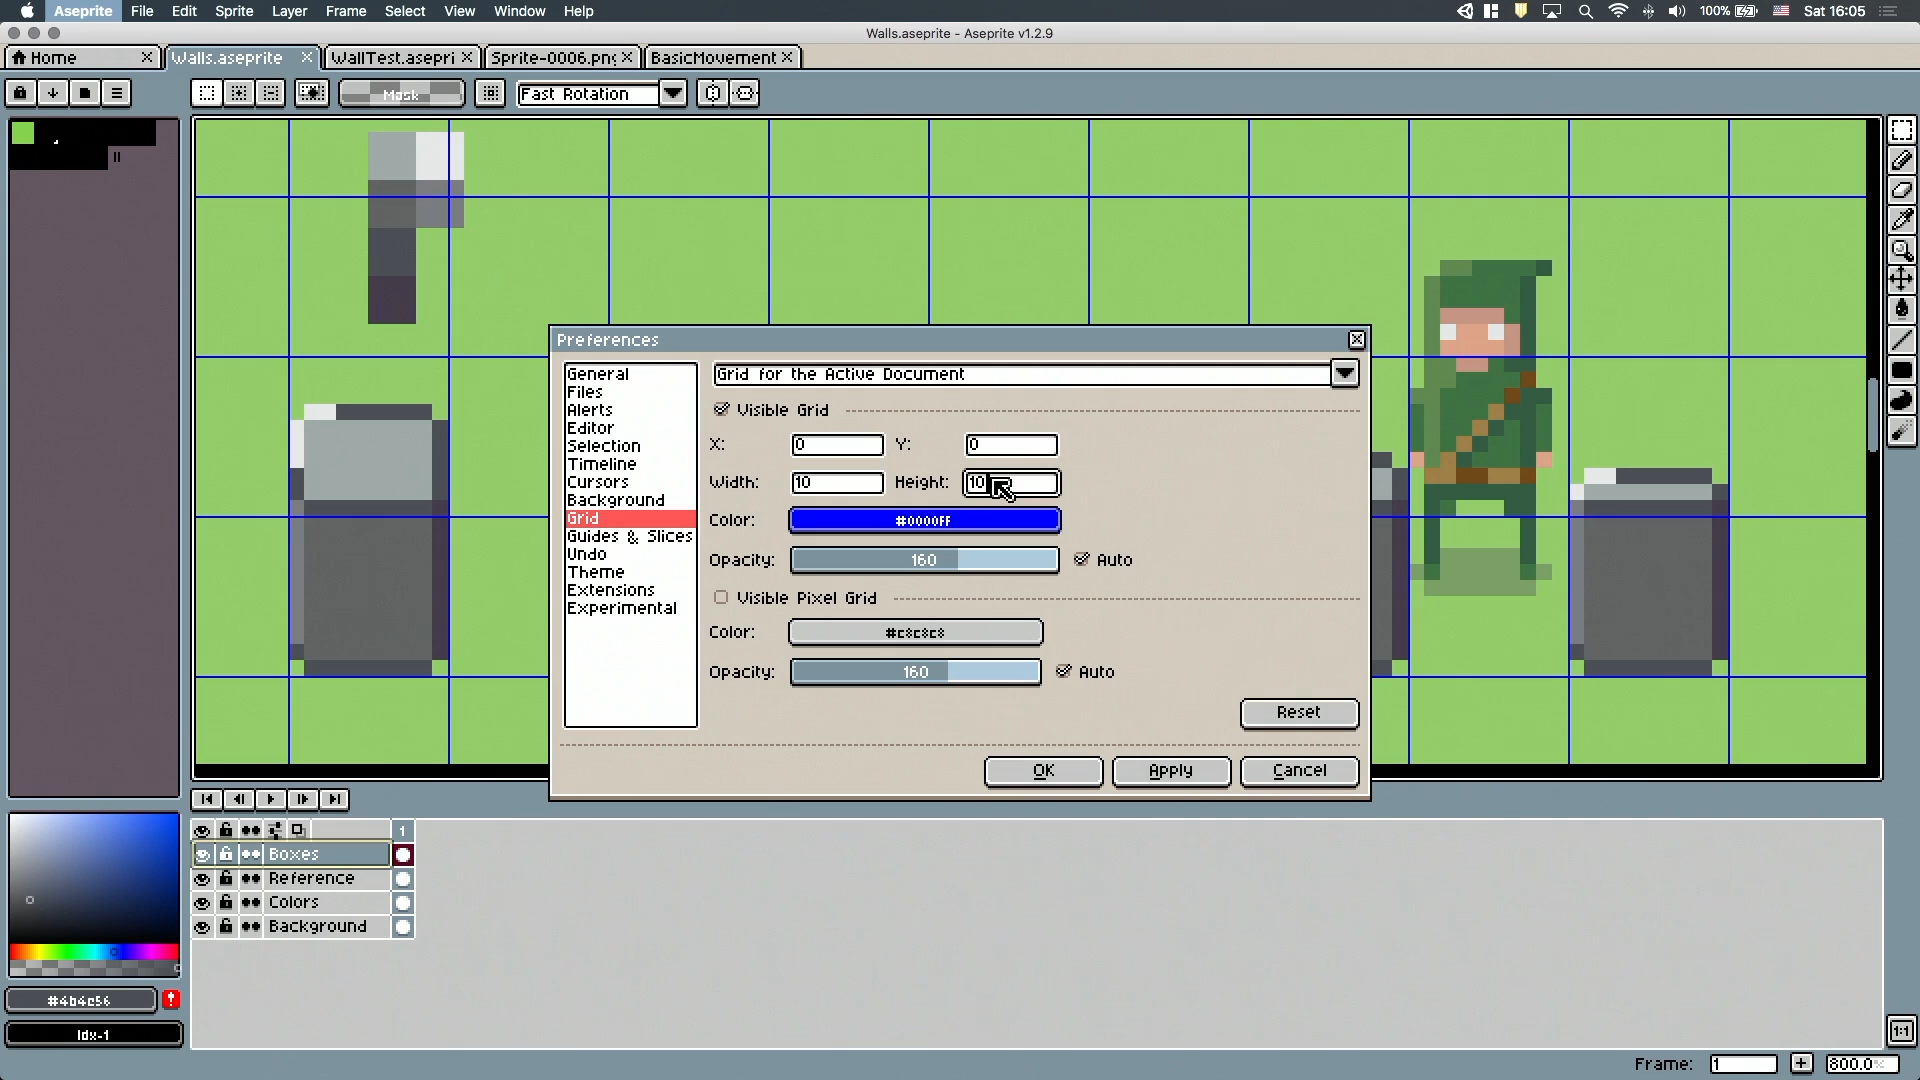 Aseprite File Edit Sprite Layer Frame Select View Window Help 100% Sat 16:05
Walls.aseprite - Aseprite v1.2.9
Home Walls.aseprite WallTest.asepri Sprite-0006.png BasicMovement
Mask Fast Rotation
Preferences
General
Files
Alerts
Editor
Selection
Timeline
Cursors
Background
Grid
Guides & Slices
Undo
Theme
Extensions
Experimental
Grid for the Active Document
Visible Grid
X: 0 Y: 0
Width: 10 Height: 10
Color: #0000FF
Opacity: 160 Auto
Visible Pixel Grid
Color: #c8c8c8
Opacity: 160 Auto
Reset
OK Apply Cancel
1
Boxes
Reference
Colors
Background
#4b4c56
Idx-1
1:1
Frame: 1 + 800.0%